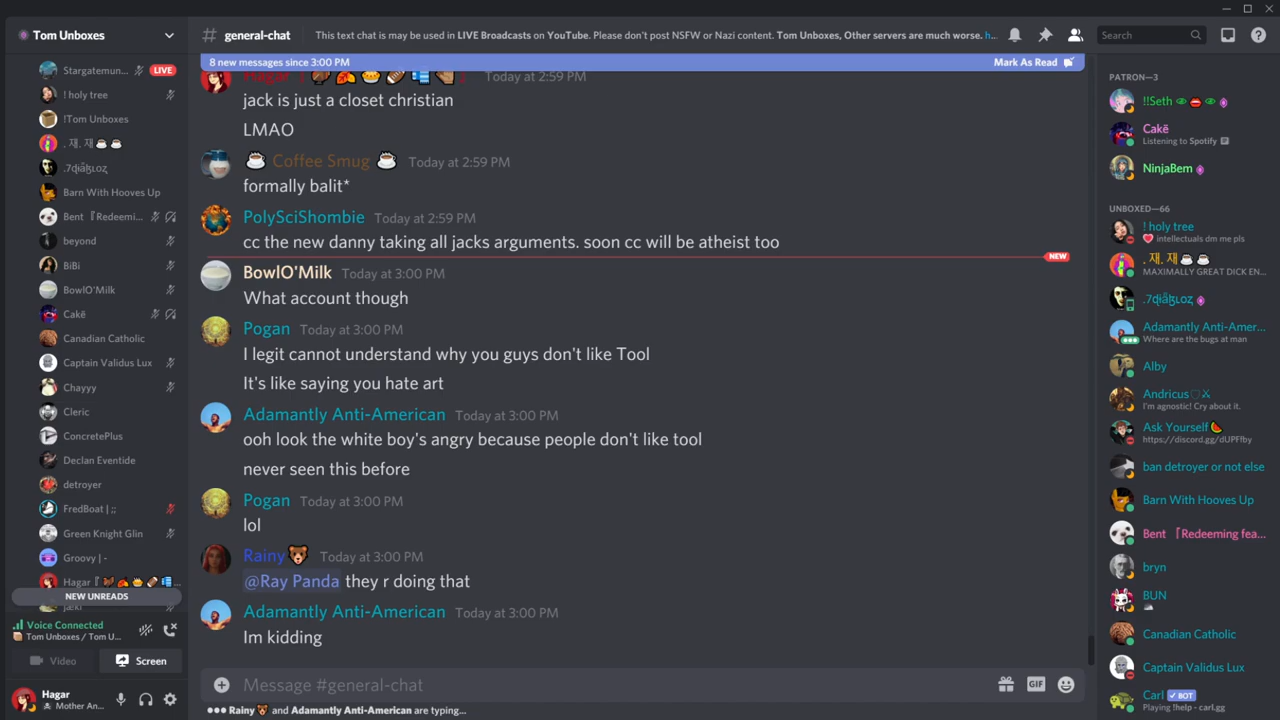 Tom Unboxes
general-chat
This text chat is may be used in LIVE Broadcasts on YouTube. Please don't post NSFW or Nazi content. Tom Unboxes, Other servers are much worse. h...
Search
Stargatemun...
LIVE
! holy tree
!Tom Unboxes
. 재. 재☕☕
Barn With Hooves Up
Bent『Redeemi...
beyond
BiBi
BowlO'Milk
Cakē
Canadian Catholic
Captain Validus Lux
Chayyy
Cleric
ConcretePlus
Declan Eventide
detroyer
FredBoat | ;;
Green Knight Glin
Groovy | -
Hagar『
jaeki
NEW UNREADS
Voice Connected
Tom Unboxes / Tom U...
Video
Screen
Hagar
Mother An...
8 new messages since 3:00 PM
Mark As Read
Hagar
Today at 2:59 PM
jack is just a closet christian
LMAO
☕ Coffee Smug ☕ Today at 2:59 PM
formally balit*
PolySciShombie Today at 2:59 PM
cc the new danny taking all jacks arguments. soon cc will be atheist too
NEW
BowlO'Milk Today at 3:00 PM
What account though
Pogan Today at 3:00 PM
I legit cannot understand why you guys don't like Tool
It's like saying you hate art
Adamantly Anti-American Today at 3:00 PM
ooh look the white boy's angry because people don't like tool
never seen this before
Pogan Today at 3:00 PM
lol
Rainy🐻 Today at 3:00 PM
@Ray Panda they r doing that
Adamantly Anti-American Today at 3:00 PM
Im kidding
Message #general-chat
GIF
Rainy🐻 and Adamantly Anti-American are typing...
PATRON—3
!!Seth 👁👄👁
Cakē
Listening to Spotify
NinjaBem
UNBOXED—66
! holy tree
❤ intellectuals dm me pls
. 재. 재☕☕
MAXIMALLY GREAT DICK EN...
Adamantly Anti-Amer...
Where are the bugs at man
Alby
Andricus♡⚔
I'm agnostic! Cry about it.
Ask Yourself🍉
https://discord.gg/dUPFfby
ban detroyer or not else
Barn With Hooves Up
Bent『Redeeming fea...
bryn
BUN
Canadian Catholic
Captain Validus Lux
Carl ✓BOT
Playing !help - carl.gg